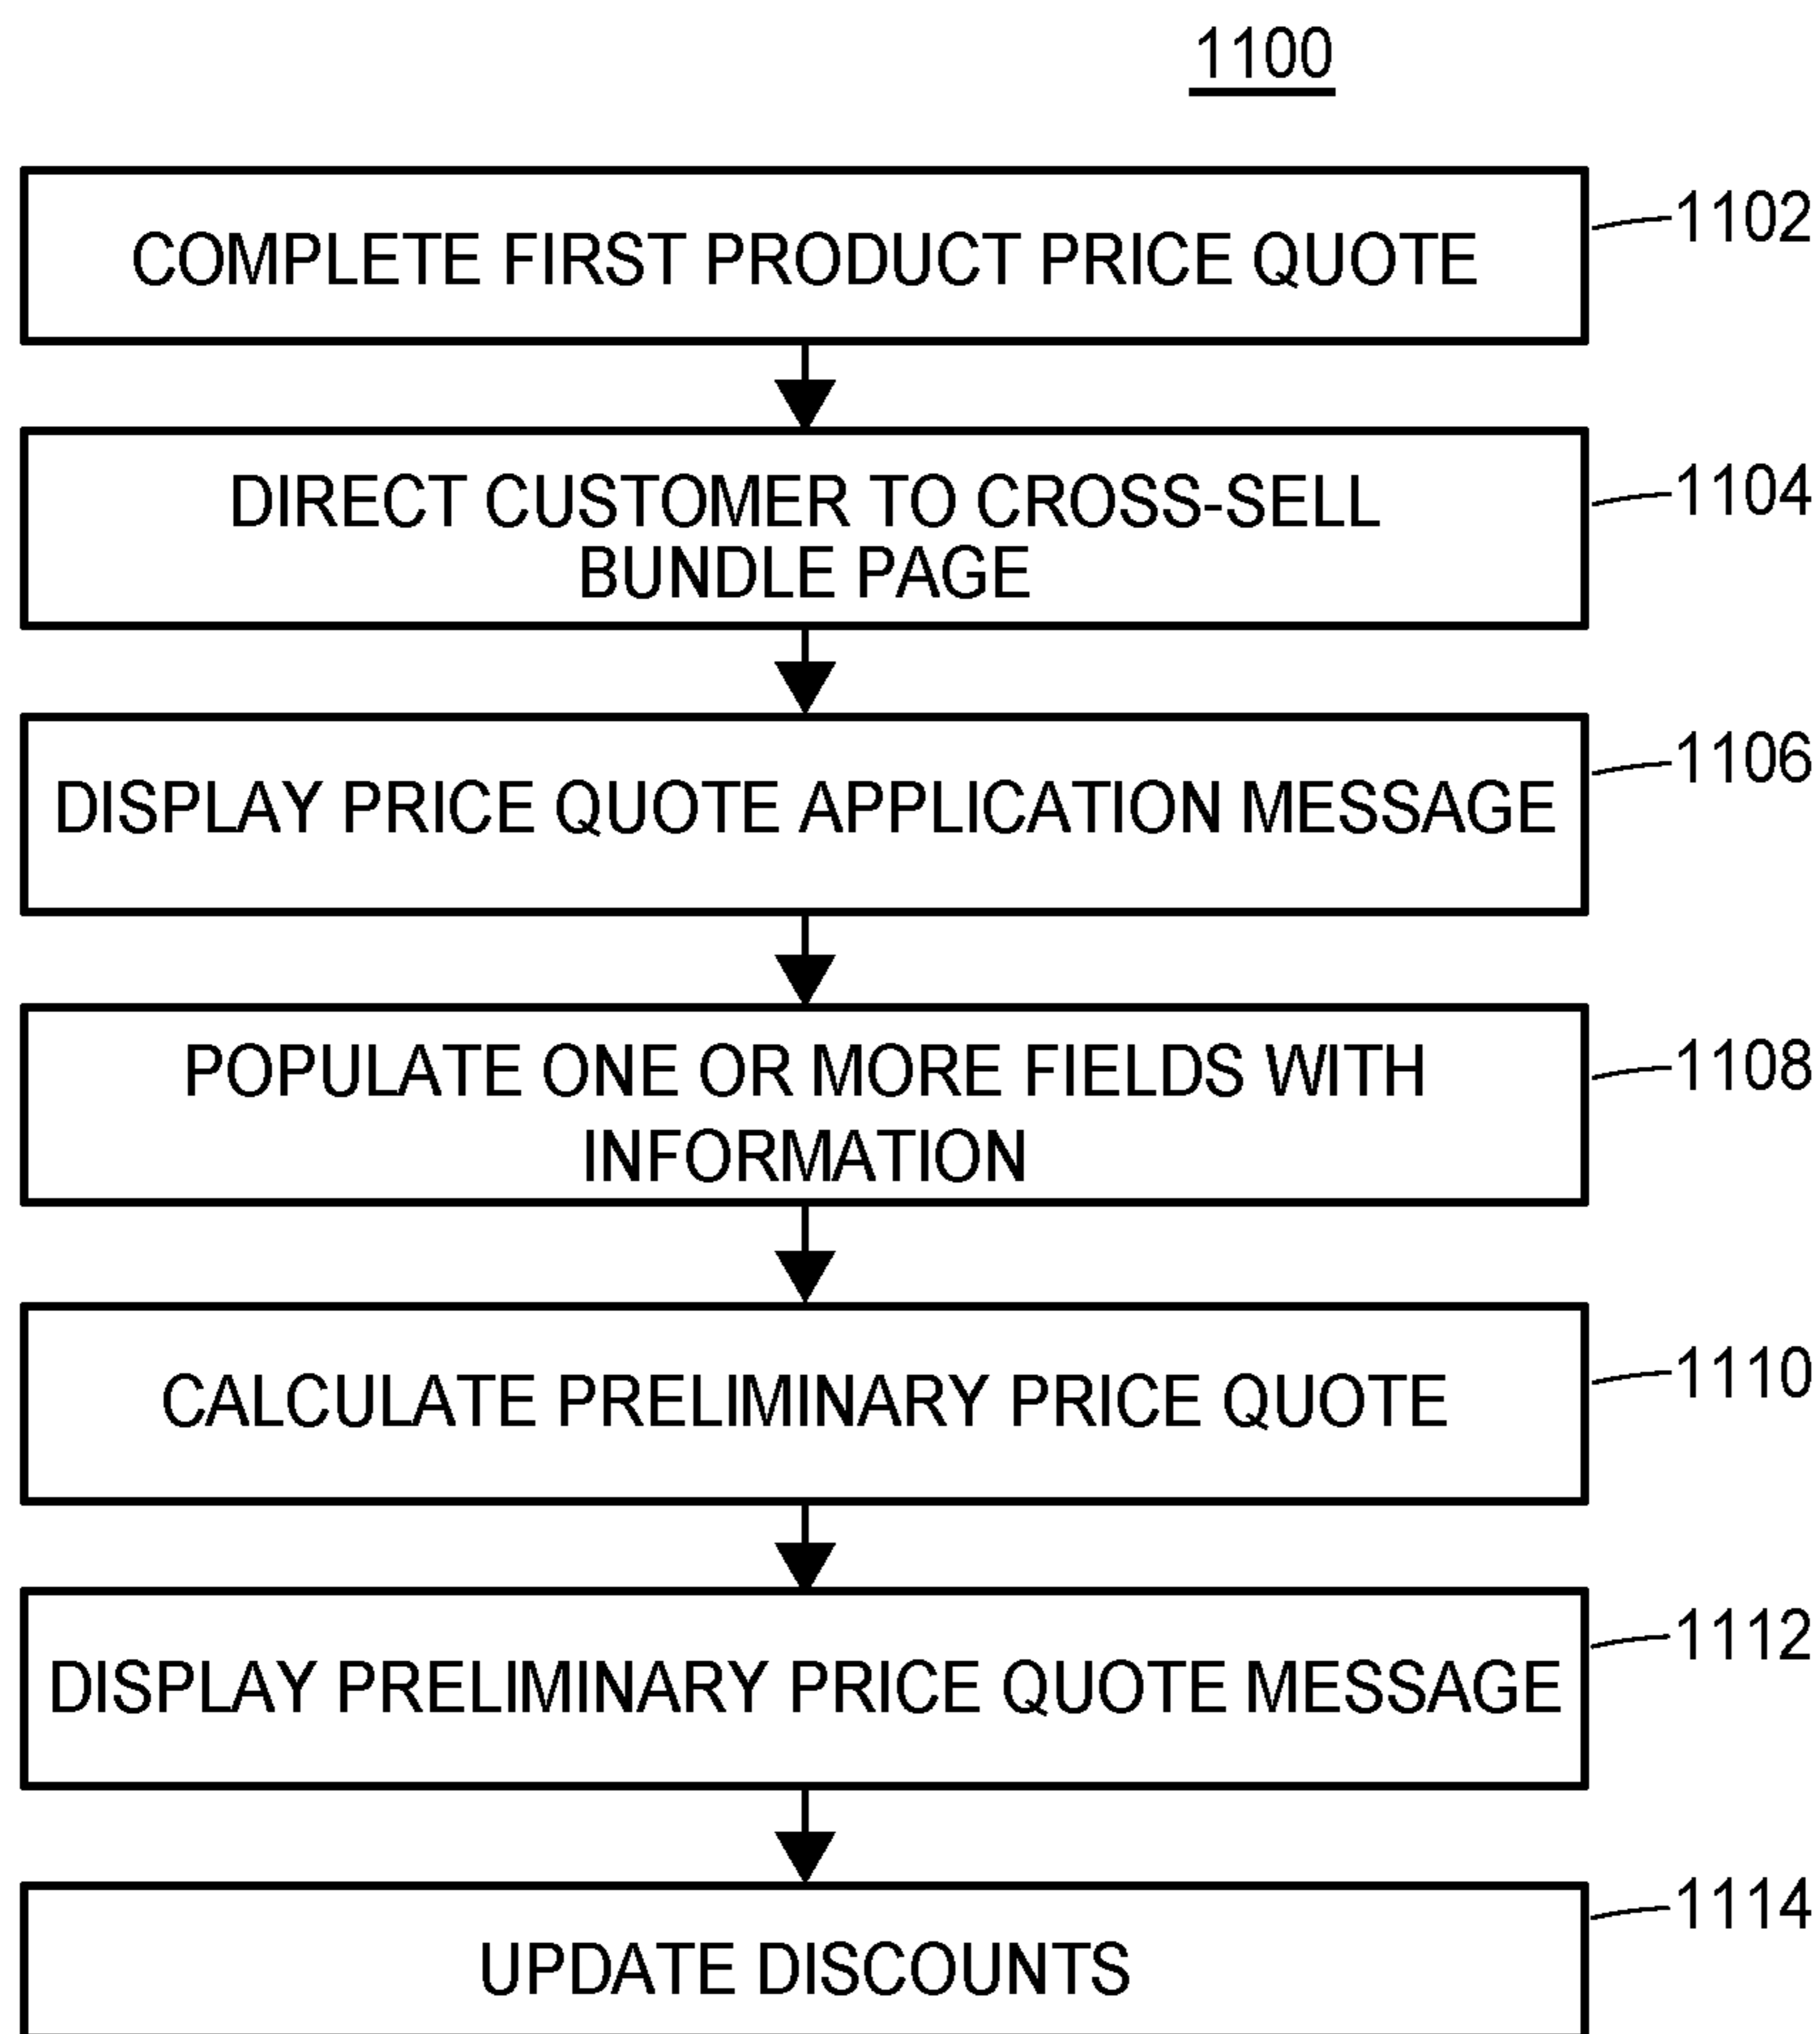 1100
COMPLETE FIRST PRODUCT PRICE QUOTE
1102
DIRECT CUSTOMER TO CROSS-SELL
BUNDLE PAGE
1104
DISPLAY PRICE QUOTE APPLICATION MESSAGE
1106
POPULATE ONE OR MORE FIELDS WITH
INFORMATION
1108
CALCULATE PRELIMINARY PRICE QUOTE
1110
DISPLAY PRELIMINARY PRICE QUOTE MESSAGE
1112
UPDATE DISCOUNTS
1114